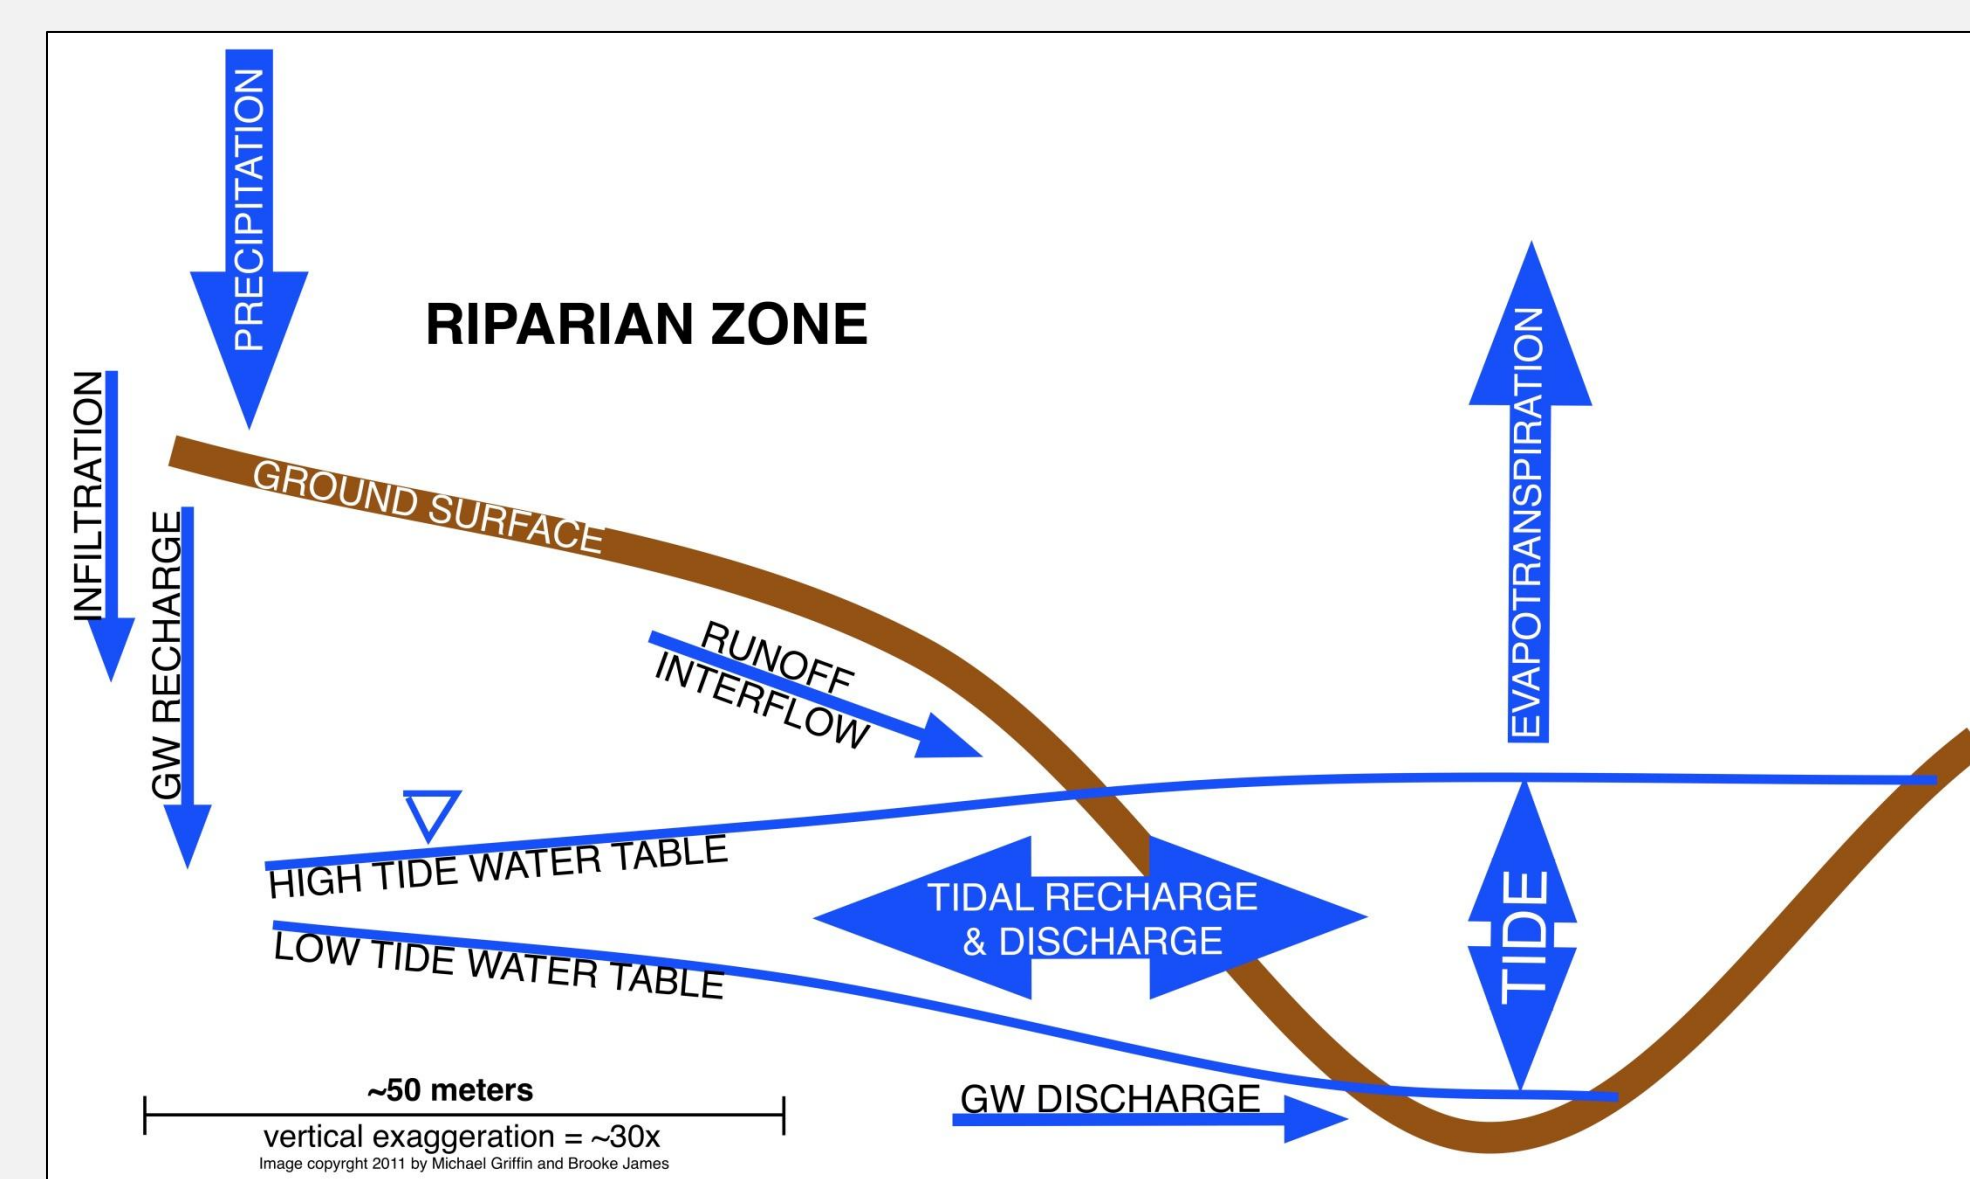 PRECIPITATION
RIPARIAN ZONE
INFILTRATION
GW RECHARGE
GROUND SURFACE
EVAPOTRANSPIRATION
RUNOFF
INTERFLOW
HIGH TIDE WATER TABLE
TIDAL RECHARGE
& DISCHARGE
TIDE
LOW TIDE WATER TABLE
GW DISCHARGE
~50 meters
vertical exaggeration = ~30x
Image copyrght 2011 by Michael Griffin and Brooke James